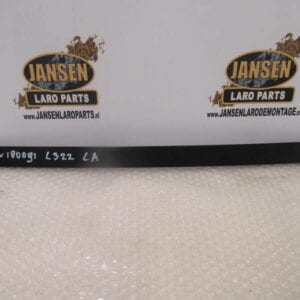 JANSEN
LARO PARTS
WWW.JANSENLAROPARTS.nl
JANSEN
LARO PARTS
WWW.JANSENLARODEMONTAGE.nl
L322 LA